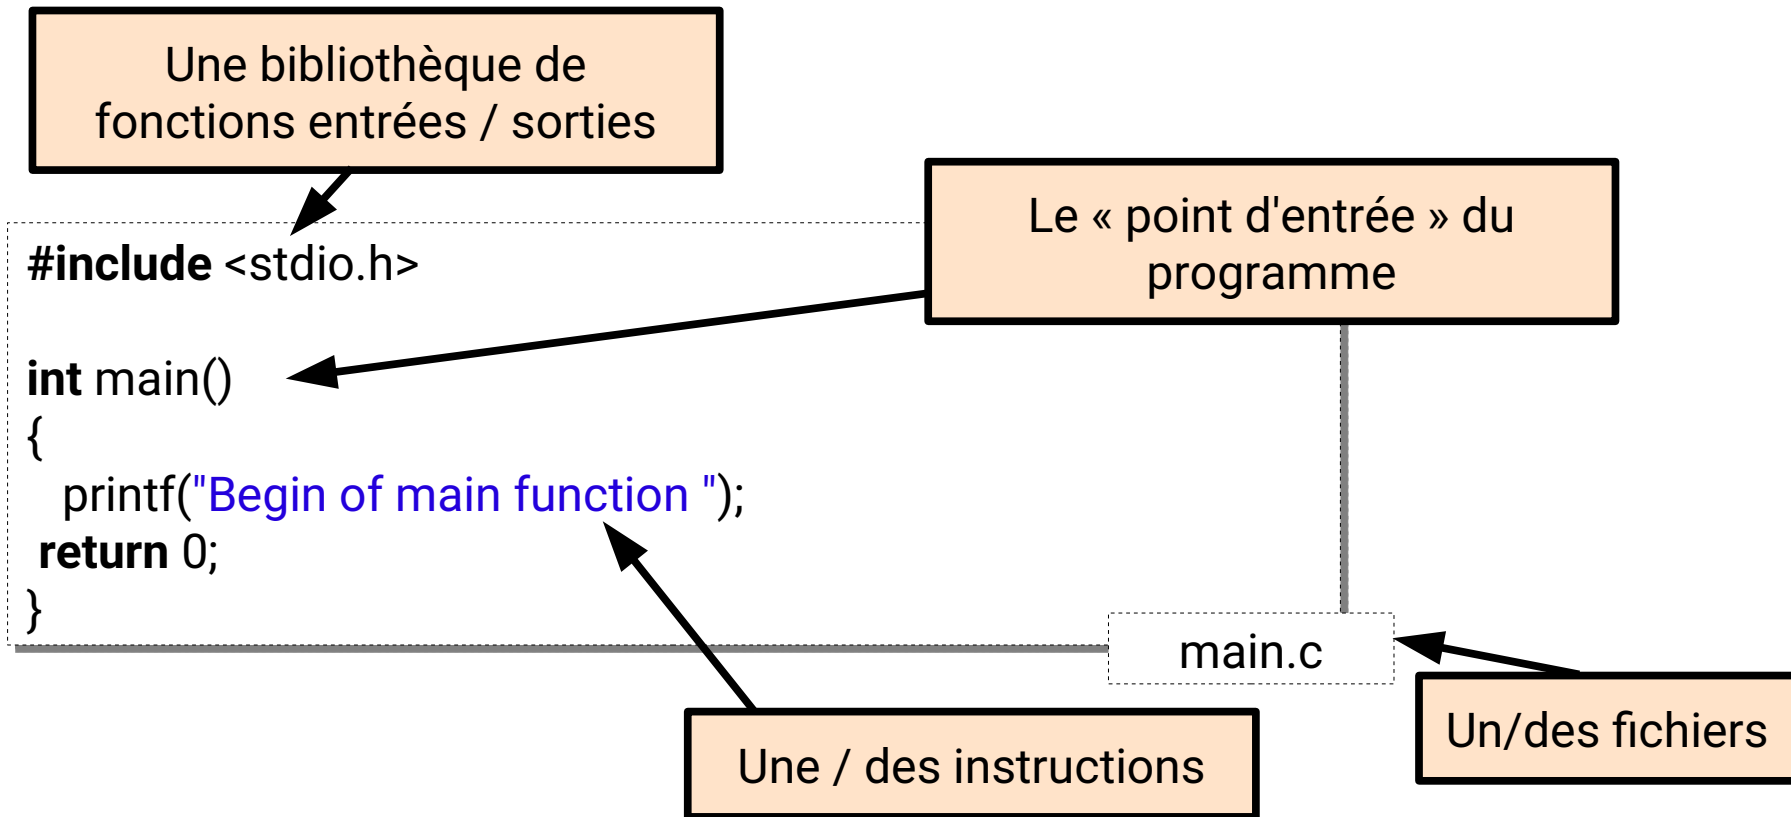 Une bibliothèque de
fonctions entrées / sorties
Le « point d'entrée » du
programme
#include <stdio.h>
int main()
{
printf("Begin of main function ");
return 0;
}
main.c
Un/des fichiers
Une / des instructions